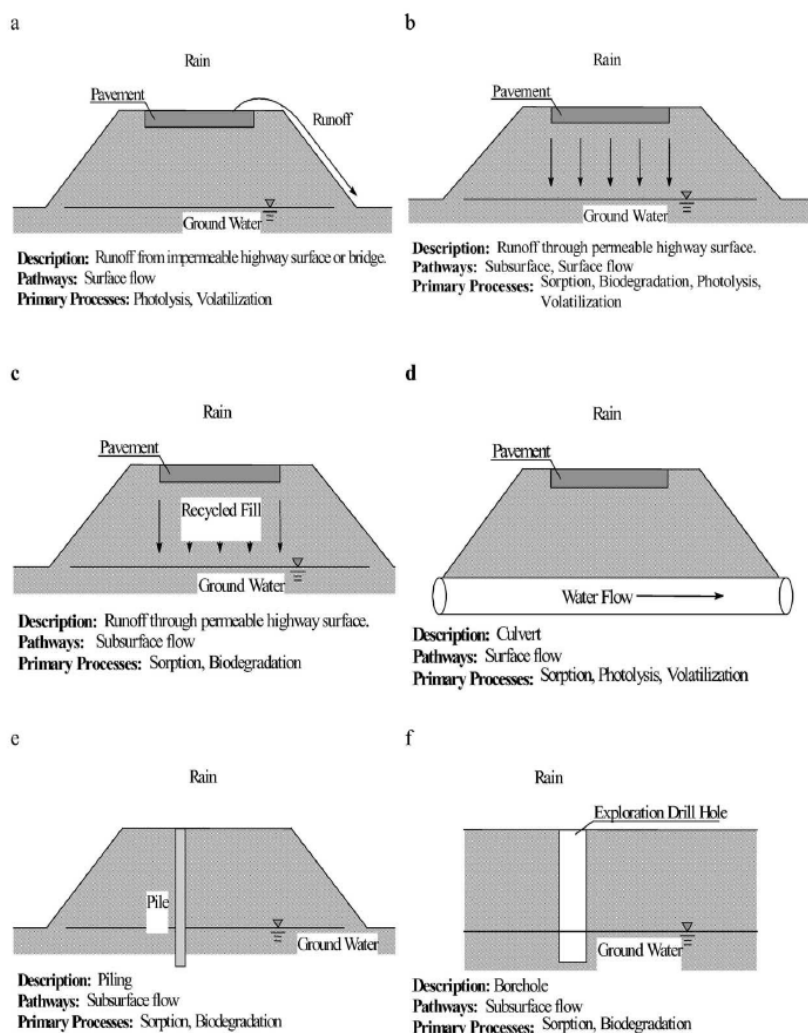 a
Rain
Pavement
Runoff
Ground Water
Description: Runoff from impermeable highway surface or bridge.
Pathways: Surface flow
Primary Processes: Photolysis, Volatilization
b
Rain
Pavement
Ground Water
Description: Runoff through permeable highway surface.
Pathways: Subsurface, Surface flow
Primary Processes: Sorption, Biodegradation, Photolysis,
Volatilization
c
Rain
Pavement
Recycled Fill
Ground Water
Description: Runoff through permeable highway surface.
Pathways: Subsurface flow
Primary Processes: Sorption, Biodegradation
d
Rain
Pavement
Water Flow
Description: Culvert
Pathways: Surface flow
Primary Processes: Sorption, Photolysis, Volatilization
e
Rain
Pile
Ground Water
Description: Piling
Pathways: Subsurface flow
Primary Processes: Sorption, Biodegradation
f
Rain
Exploration Drill Hole
Ground Water
Description: Borehole
Pathways: Subsurface flow
Primary Processes: Sorption, Biodegradation